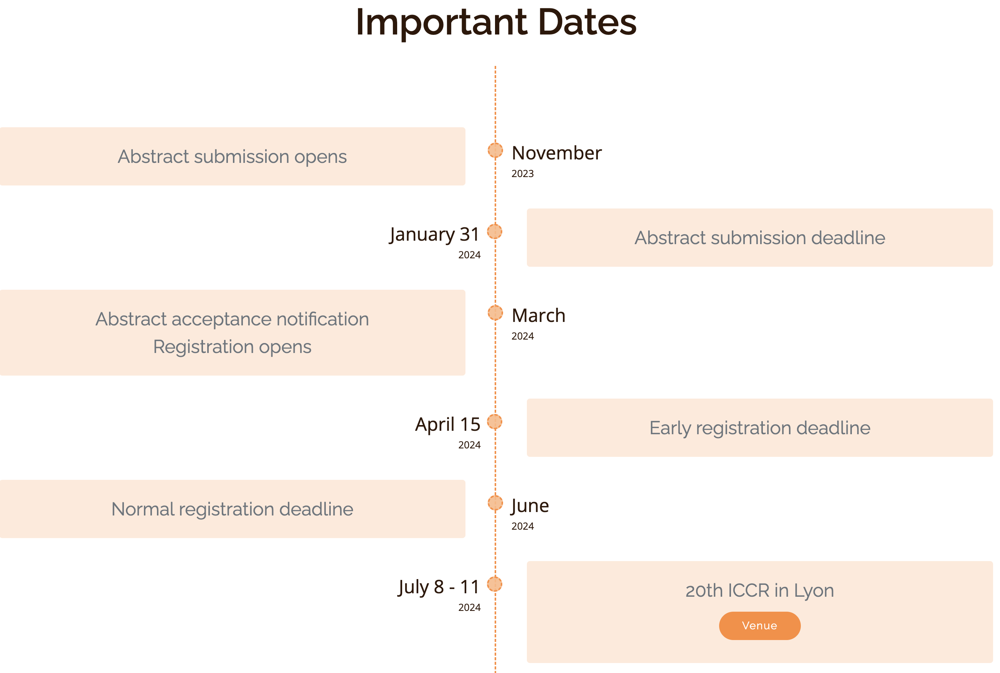 Important Dates
Abstract submission opens
November
2023
January 31
2024
Abstract submission deadline
Abstract acceptance notification
Registration opens
March
2024
April 15
2024
Early registration deadline
Normal registration deadline
June
2024
July 8 - 11
2024
20th ICCR in Lyon
Venue